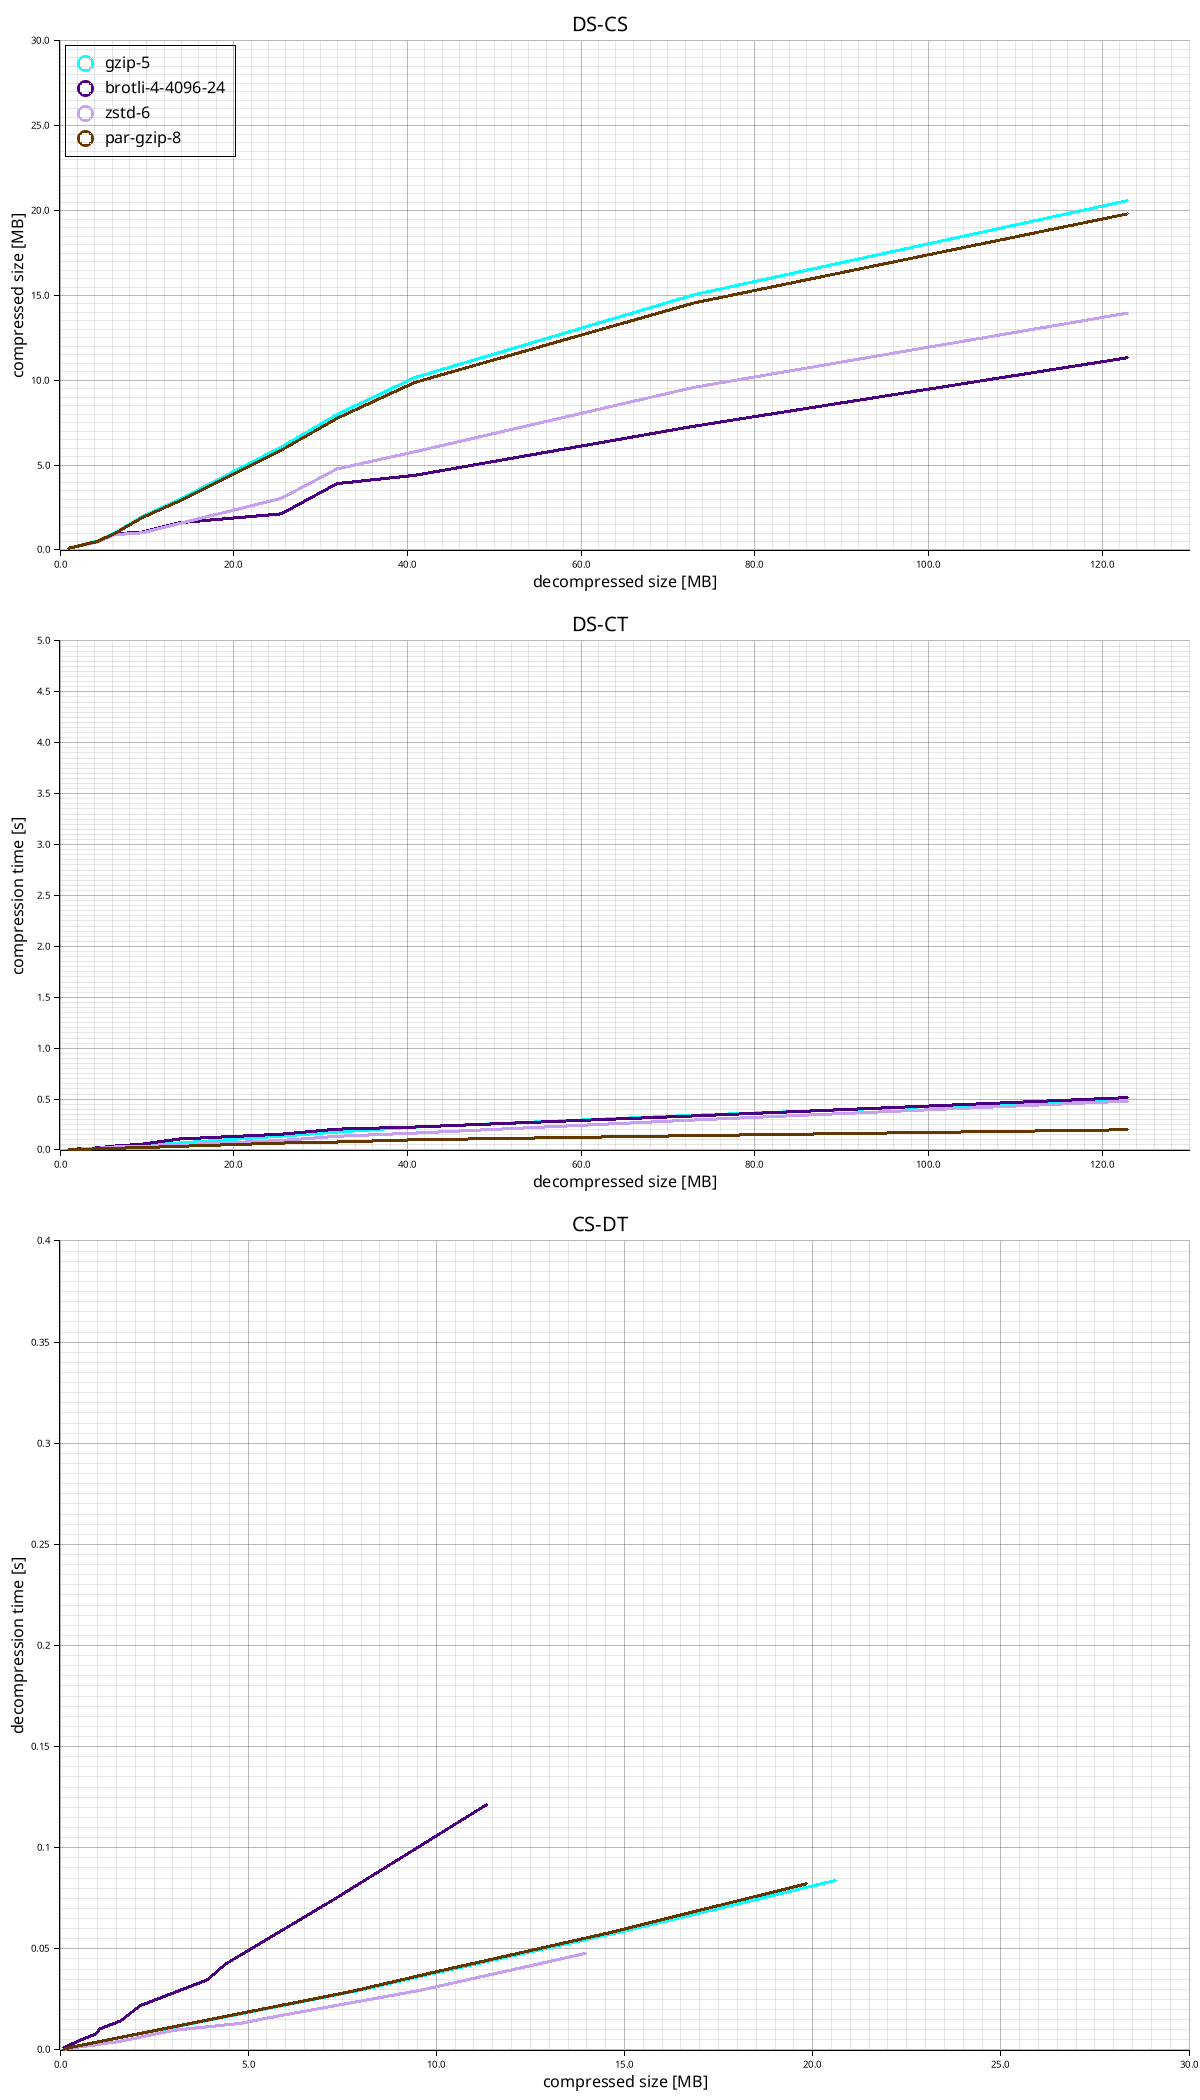 DS-CS
30.0
gzip-5
brotli-4-4096-24
zstd-6
par-gzip-8
25.0
20.0
compressed size [MB]
15.0
10.0
5.0
0.0
0.0 20.0 40.0 60.0 80.0 100.0 120.0
decompressed size [MB]
DS-CT
5.0
4.5
4.0
3.5
3.0
compression time [s]
2.5
2.0
1.5
1.0
0.5
0.0
0.0 20.0 40.0 60.0 80.0 100.0 120.0
decompressed size [MB]
CS-DT
0.4
0.35
0.3
0.25
0.2
decompression time [s]
0.15
0.1
0.05
0.0
0.0 5.0 10.0 15.0 20.0 25.0 30.0
compressed size [MB]